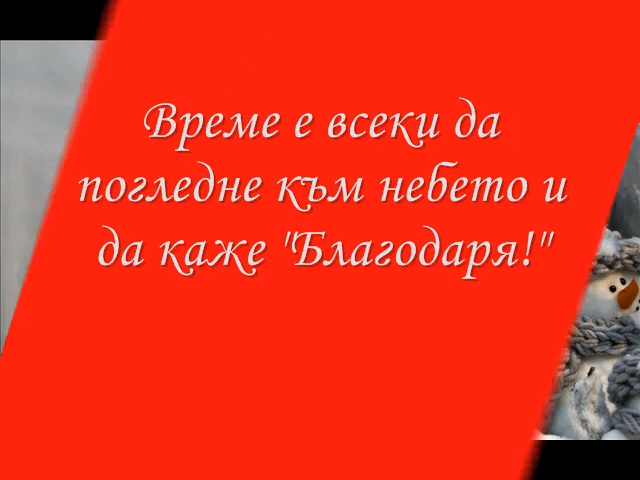 Време е всеки да
погледне към небето и
да каже "Благодаря!"